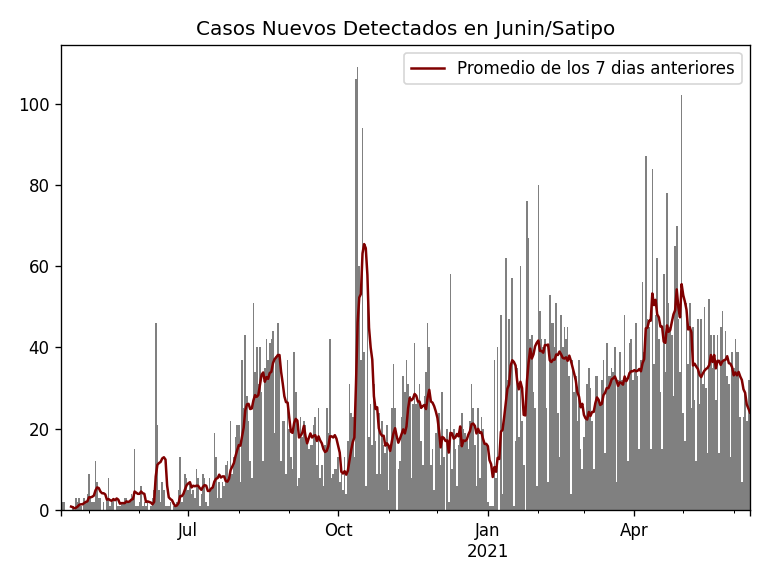 Casos Nuevos Detectados en Junin/Satipo
Promedio de los 7 dias anteriores
100
80
60
40
20
0
Jul
Oct
Jan
2021
Apr